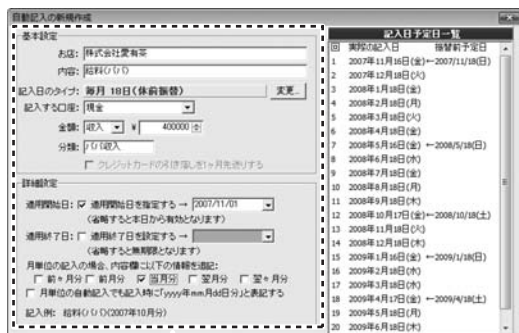 自動記入の新規作成
基本設定
お店: 株式会社愛有茶
内容: 給料(パパ)
記入日のタイプ: 毎月 18日(休前振替) 変更..
記入する口座: 現金
金額: 収入 ¥ 400000
分類: パパ収入
クレジットカードの引き落しを1ヶ月先送りする
詳細設定
適用開始日: 適用開始日を指定する → 2007/11/01
(省略すると本日から有効となります)
適用終了日: 適用終了日を設定する →
(省略すると無期限となります)
月単位の記入の場合、内容欄に以下の情報を追記:
前々月分 前月分 当月分 翌月分 翌々月分
月単位の自動記入でも記入時に「yyyy年mm月dd日分」と表記する
記入例: 給料(パパ)(2007年10月分)
記入日予定日一覧
回 実際の記入日 振替前予定日
1 2007年11月16日(金)←2007/11/18(日)
2 2007年12月18日(火)
3 2008年1月18日(金)
4 2008年2月18日(月)
5 2008年3月18日(火)
6 2008年4月18日(金)
7 2008年5月16日(金) ←2008/5/18(日)
8 2008年6月18日(水)
9 2008年7月18日(金)
10 2008年8月18日(月)
11 2008年9月18日(木)
12 2008年10月17日(金)←2008/10/18(土)
13 2008年11月18日(火)
14 2008年12月18日(木)
15 2009年1月16日(金) ←2009/1/18(日)
16 2009年2月18日(水)
17 2009年3月18日(水)
18 2009年4月17日(金) ←2009/4/18(土)
19 2009年5月18日(月)
20 2009年6月18日(木)